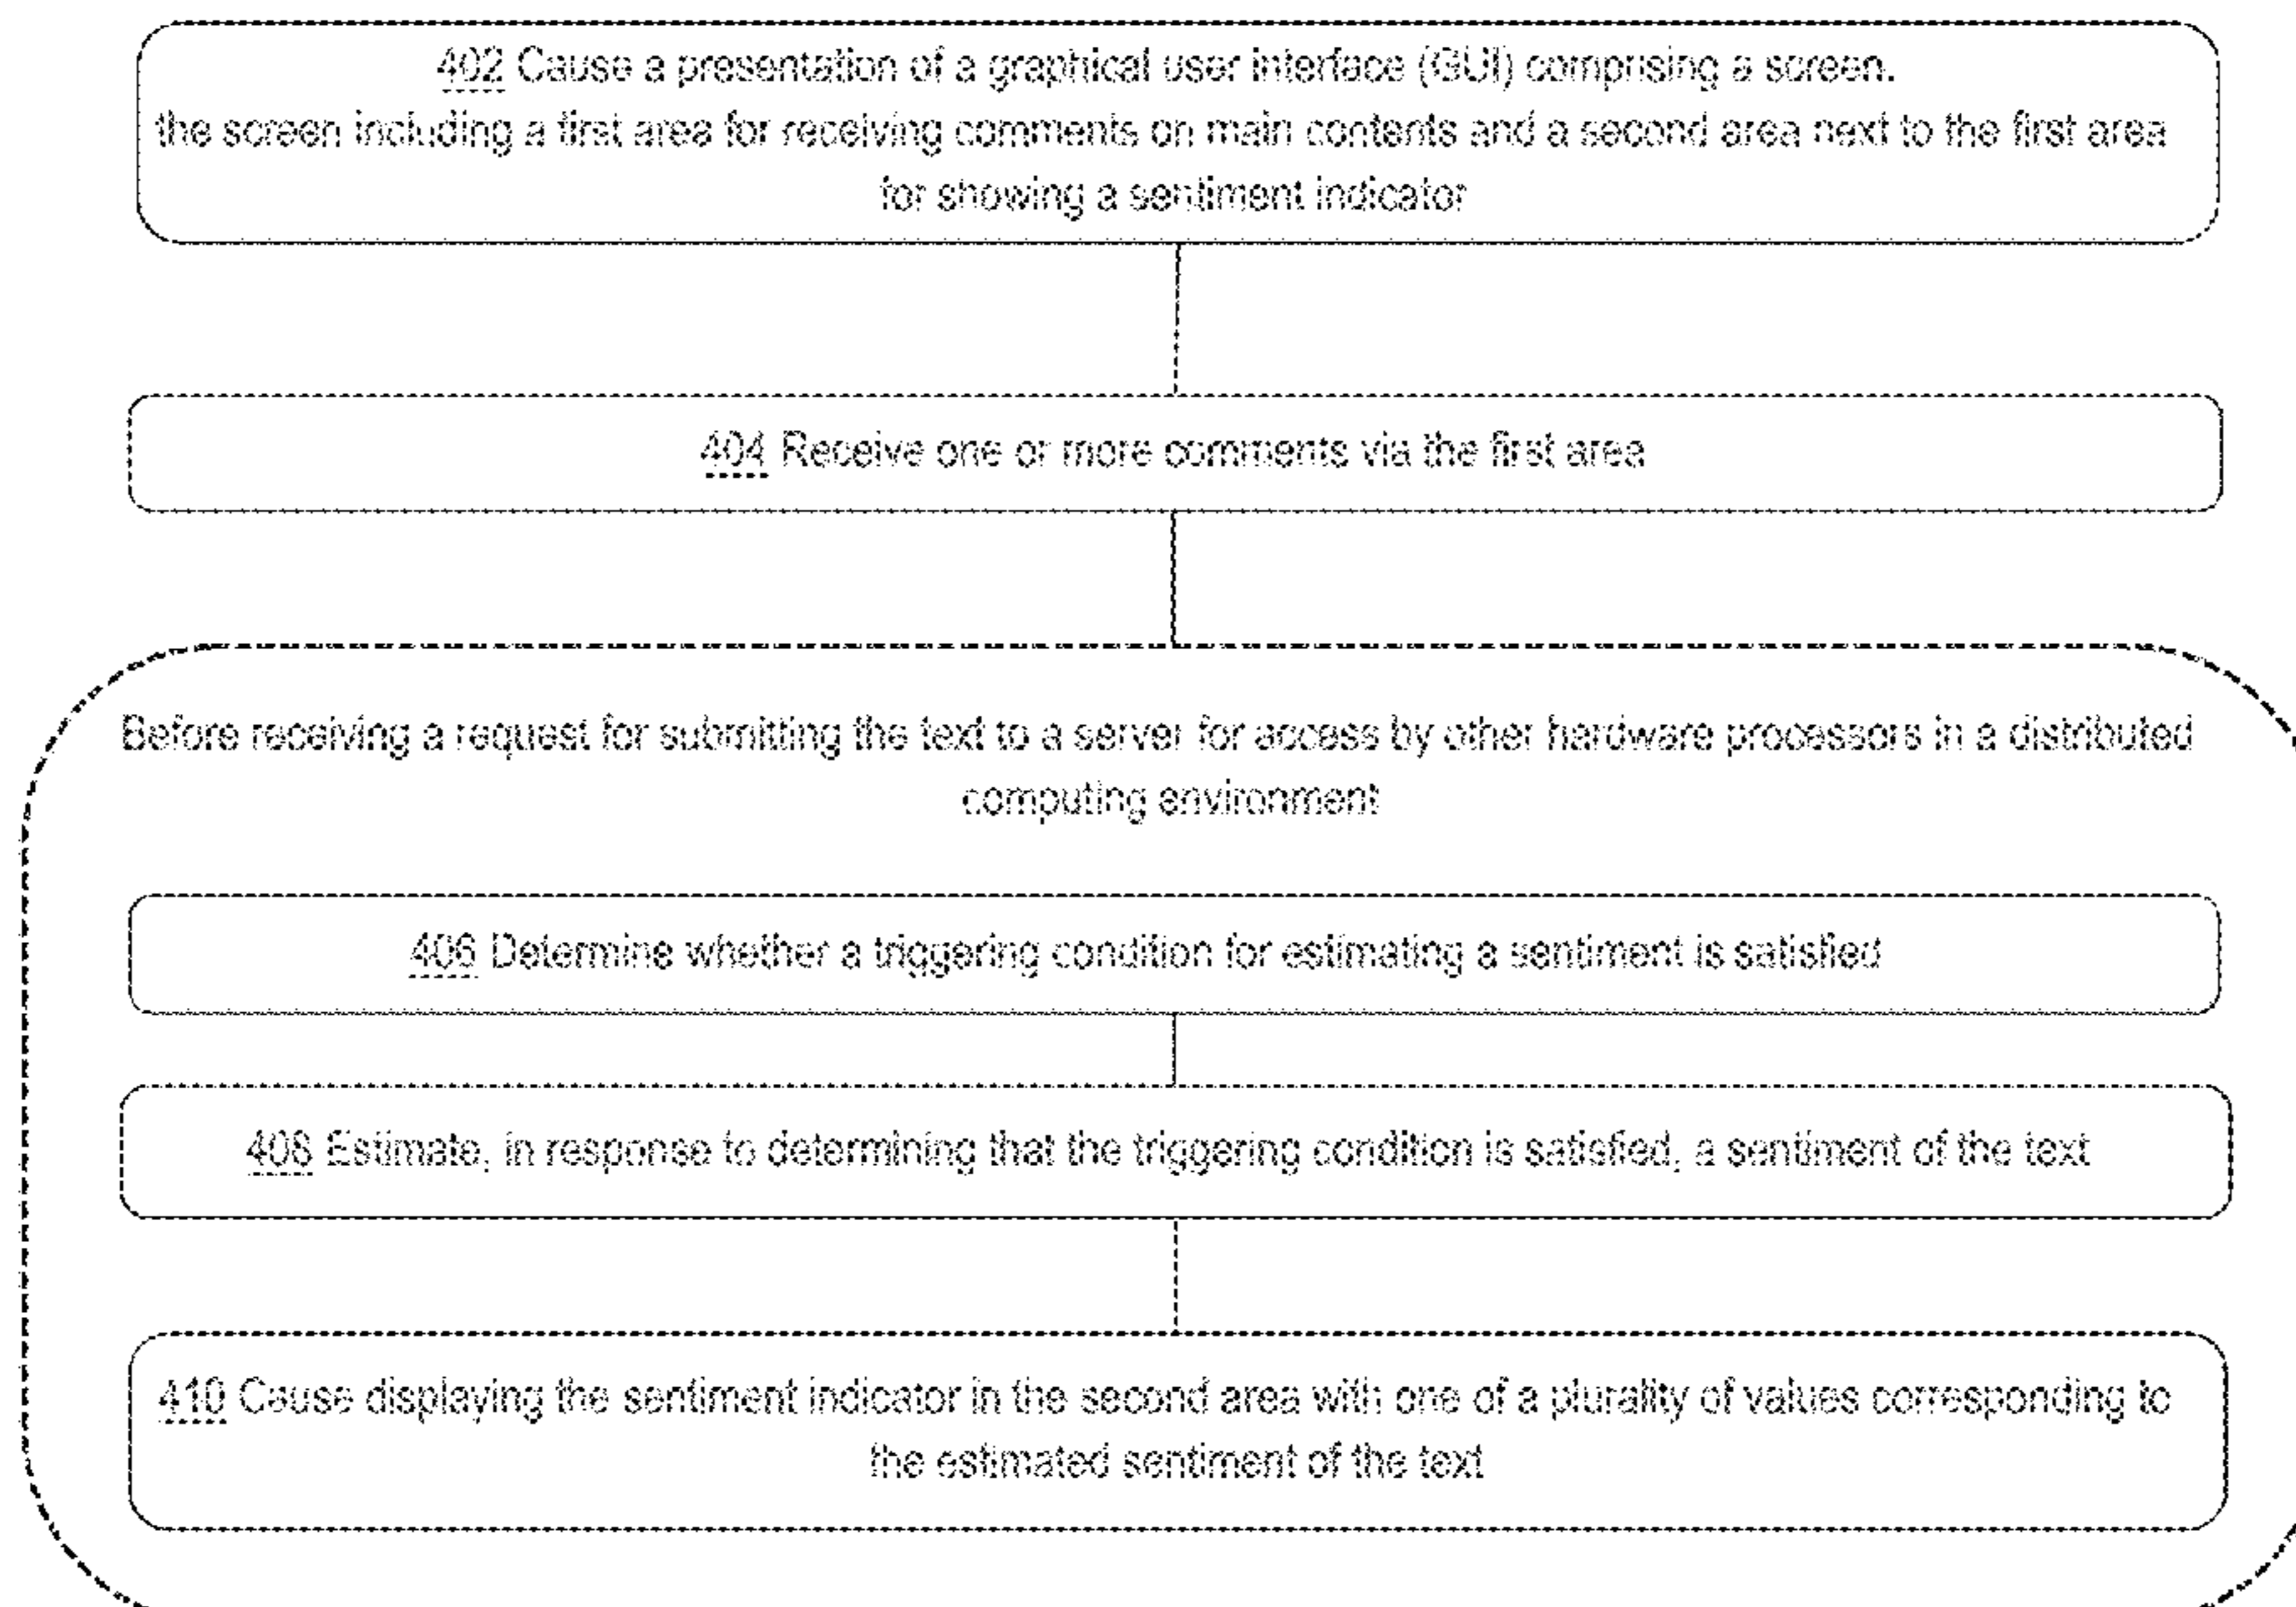 402 Cause a presentation of a graphical user interface (GUI) comprising a screen.
the screen including a first area for receiving comments on main contents and a second area next to the first area
for showing a sentiment indicator
404 Receive one or more comments via the first area
Before receiving a request for submitting the text to a server for access by other hardware processors in a distributed
computing environment
406 Determine whether a triggering condition for estimating a sentiment is satisfied
408 Estimate, in response to determining that the triggering condition is satisfied, a sentiment of the text
410 Cause displaying the sentiment indicator in the second area with one of a plurality of values corresponding to
the estimated sentiment of the text